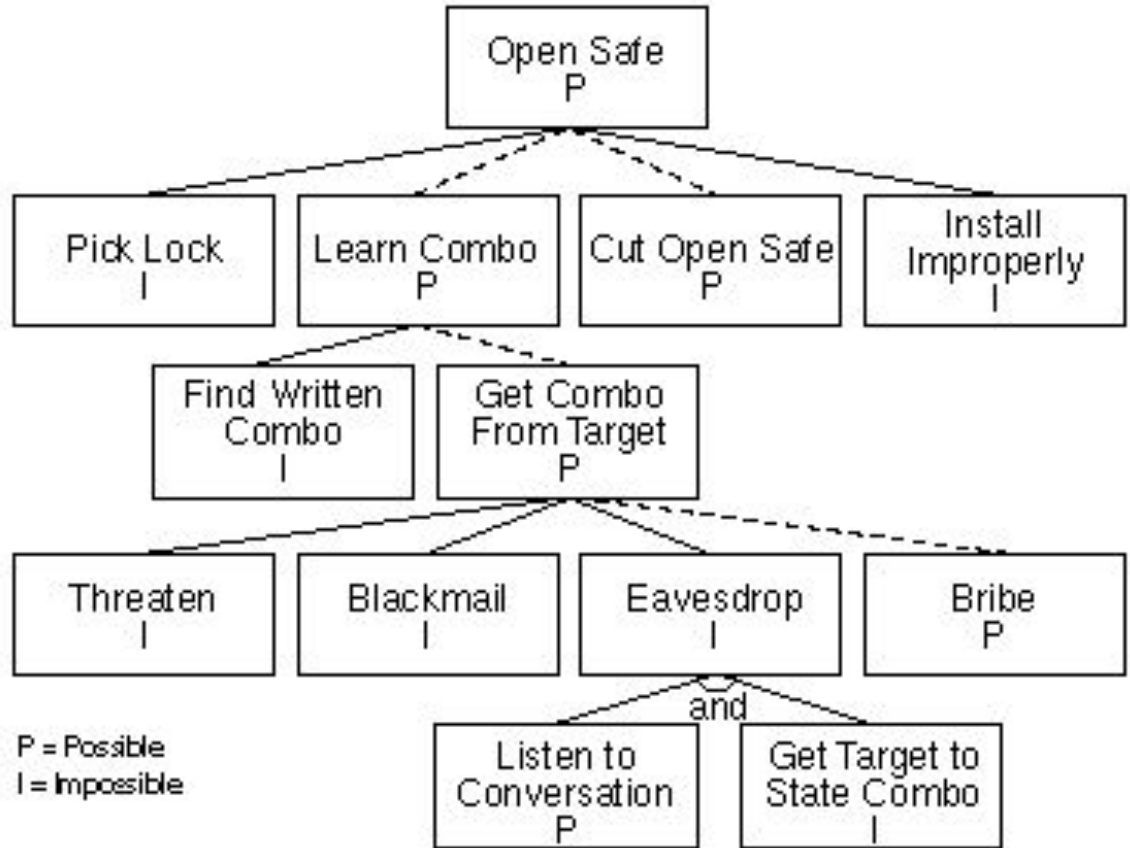 Open Safe
P
Pick Lock
I
Learn Combo
P
Cut Open Safe
P
Install
Improperly
I
Find Written
Combo
I
Get Combo
From Target
P
Threaten
I
Blackmail
I
Eavesdrop
I
Bribe
P
and
Listen to
Conversation
P
Get Target to
State Combo
I
P = Possible
I = Impossible